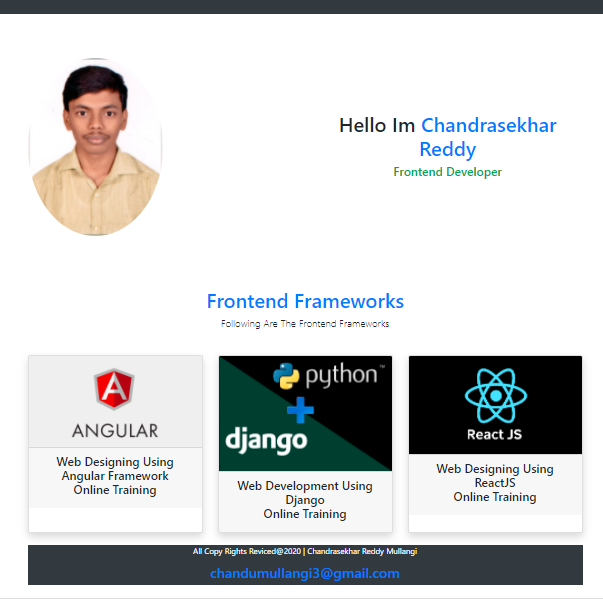 Hello Im Chandrasekhar
Reddy
Frontend Developer
Frontend Frameworks
Following Are The Frontend Frameworks
A
ANGULAR
Web Designing Using
Angular Framework
Online Training
python™
django
Web Development Using
Django
Online Training
React JS
Web Designing Using
ReactJS
Online Training
All Copy Rights Reviced@2020 | Chandrasekhar Reddy Mullangi
chandumullangi3@gmail.com